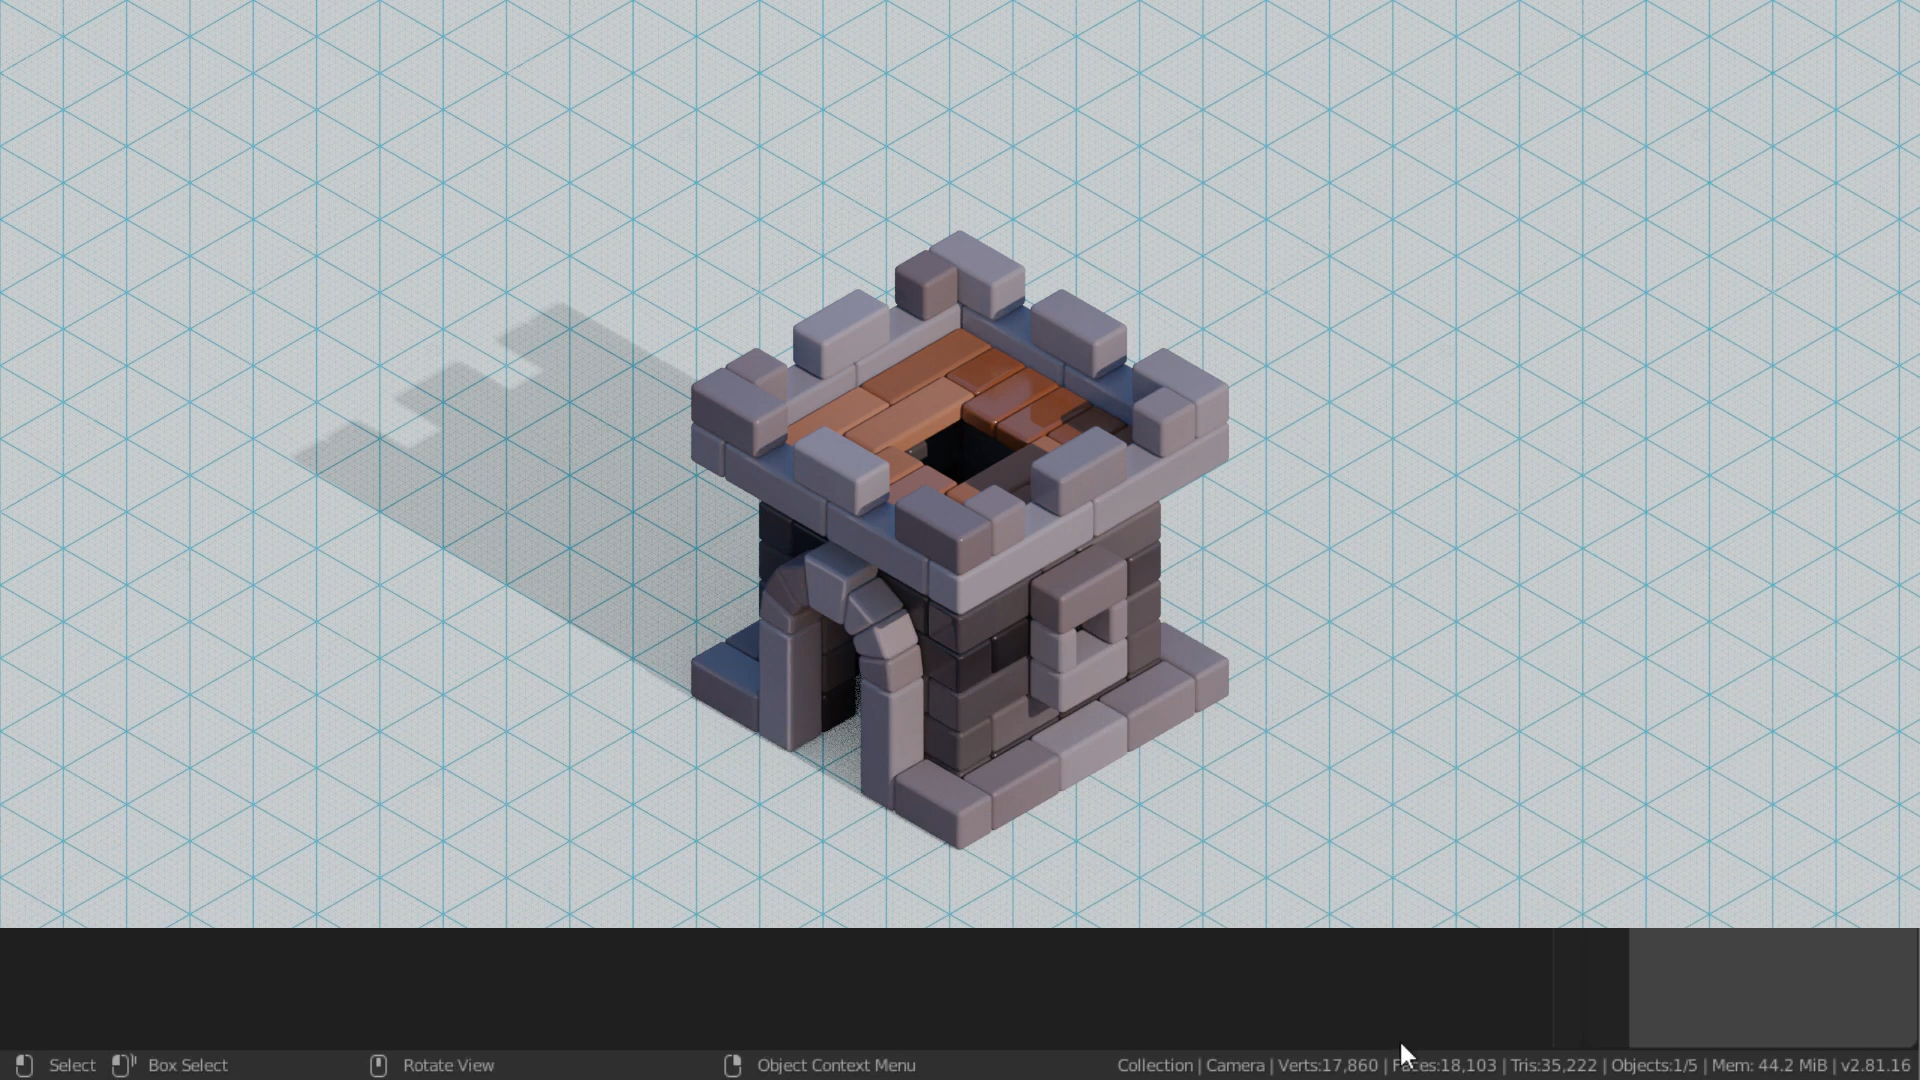 Select Box Select Rotate View Object Context Menu Collection | Camera | Verts:17,860 | Faces:18,103 | Tris:35,222 | Objects:1/5 | Mem: 44.2 MiB | v2.81.16